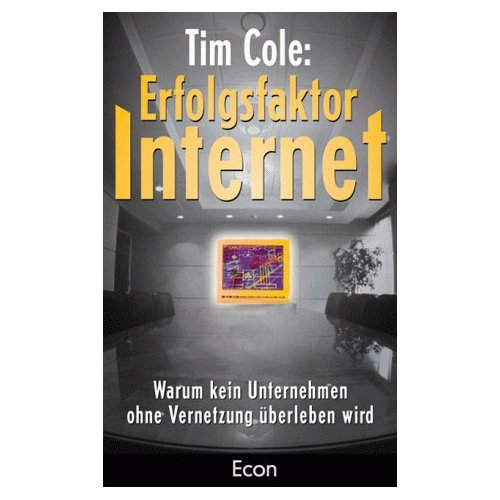 Tim Cole:
Erfolgsfaktor
Internet
Warum kein Unternehmen
ohne Vernetzung überleben wird
Econ